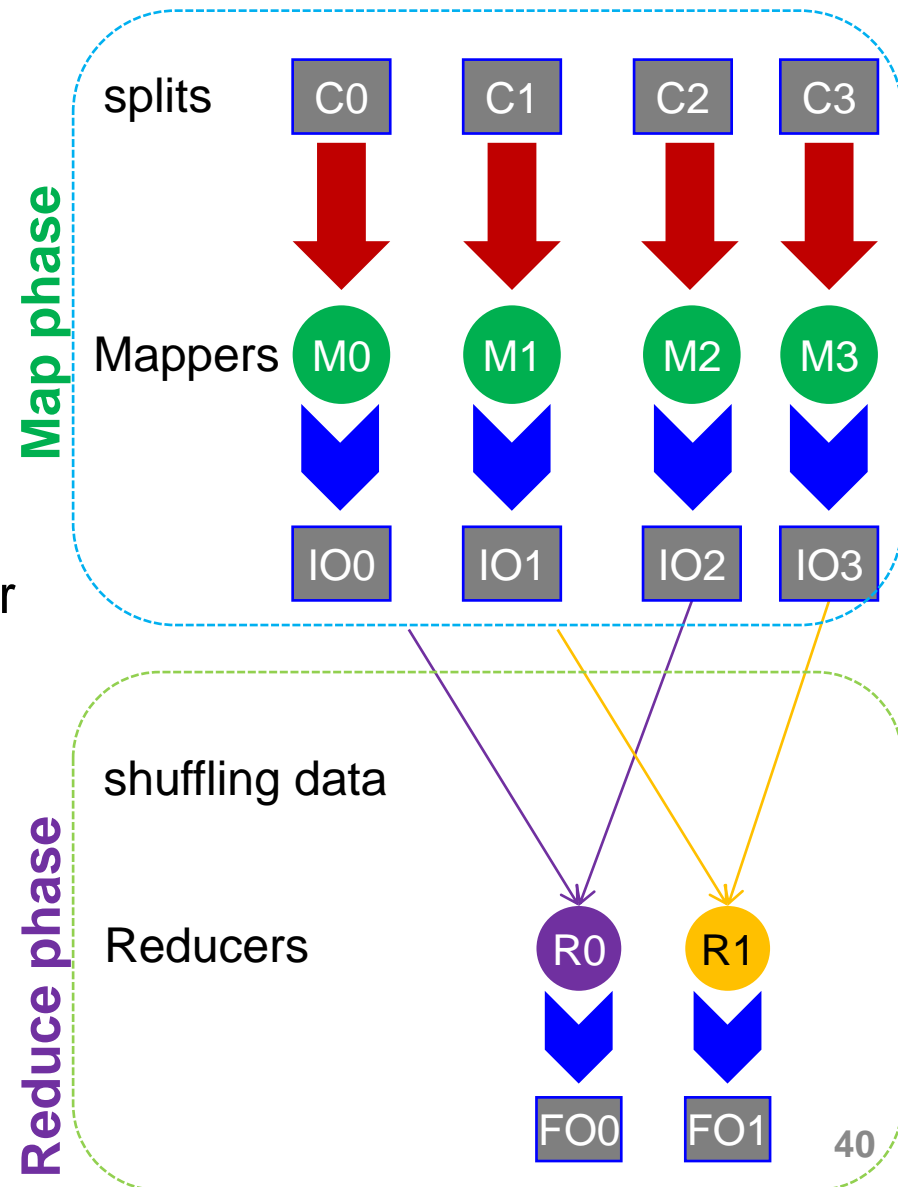 splits
C0 C1 C2 C3
Map phase
Mappers
M0 M1 M2 M3
IO0 IO1 IO2 IO3
r
shuffling data
Reduce phase
Reducers
R0 R1
FO0 FO1
40